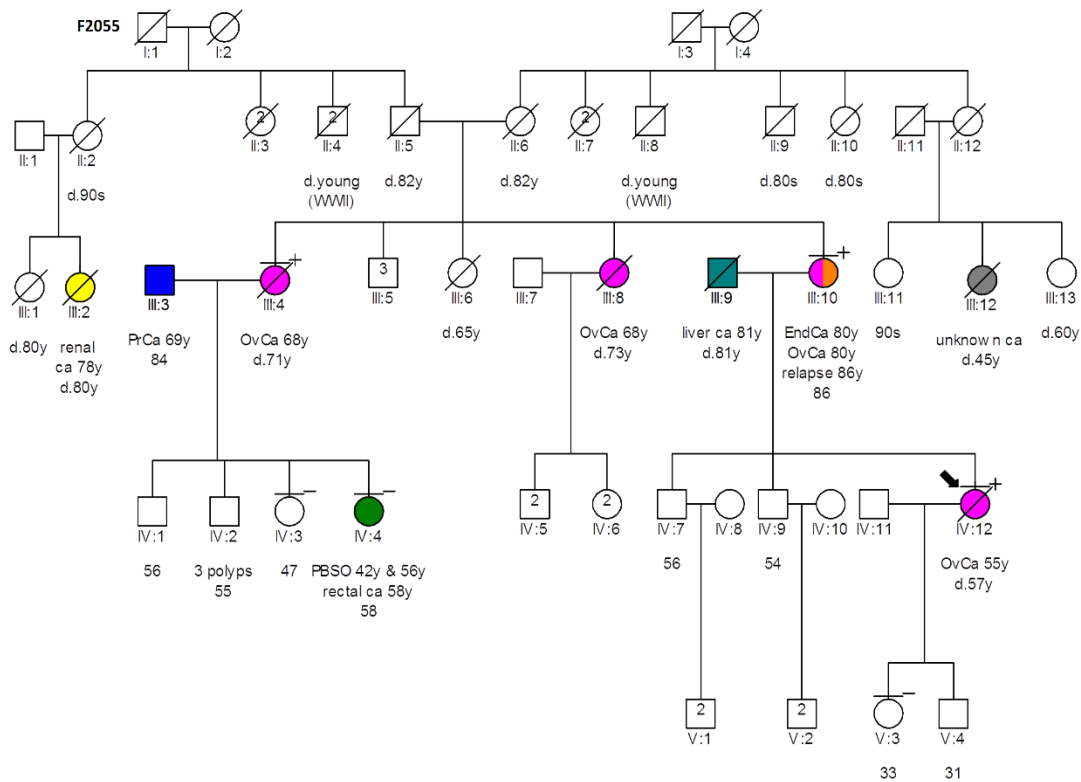 F2055
I:1
I:2
I:3
I:4
2
2
2
II:1
II:2
II:3
II:4
II:5
II:6
II:7
II:8
II:9
II:10
II:11
II:12
d.90s
d.young
(WWII)
d.82y
d.82y
d.young
(WWII)
d.80s
d.80s
+
3
+
III:1
III:2
III:3
III:4
III:5
III:6
III:7
III:8
III:9
III:10
III:11
III:12
III:13
d.80y
renal
ca 78y
d.80y
PrCa 69y
84
OvCa 68y
d.71y
d.65y
OvCa 68y
d.73y
liver ca 81y
d.81y
EndCa 80y
OvCa 80y
relapse 86y
86
90s
unknown ca
d.45y
d.60y
–
–
2
2
+
IV:1
IV:2
IV:3
IV:4
IV:5
IV:6
IV:7
IV:8
IV:9
IV:10
IV:11
IV:12
56
3 polyps
55
47
PBSO 42y & 56y
rectal ca 58y
58
56
54
OvCa 55y
d.57y
2
2
–
V:1
V:2
V:3
V:4
33
31